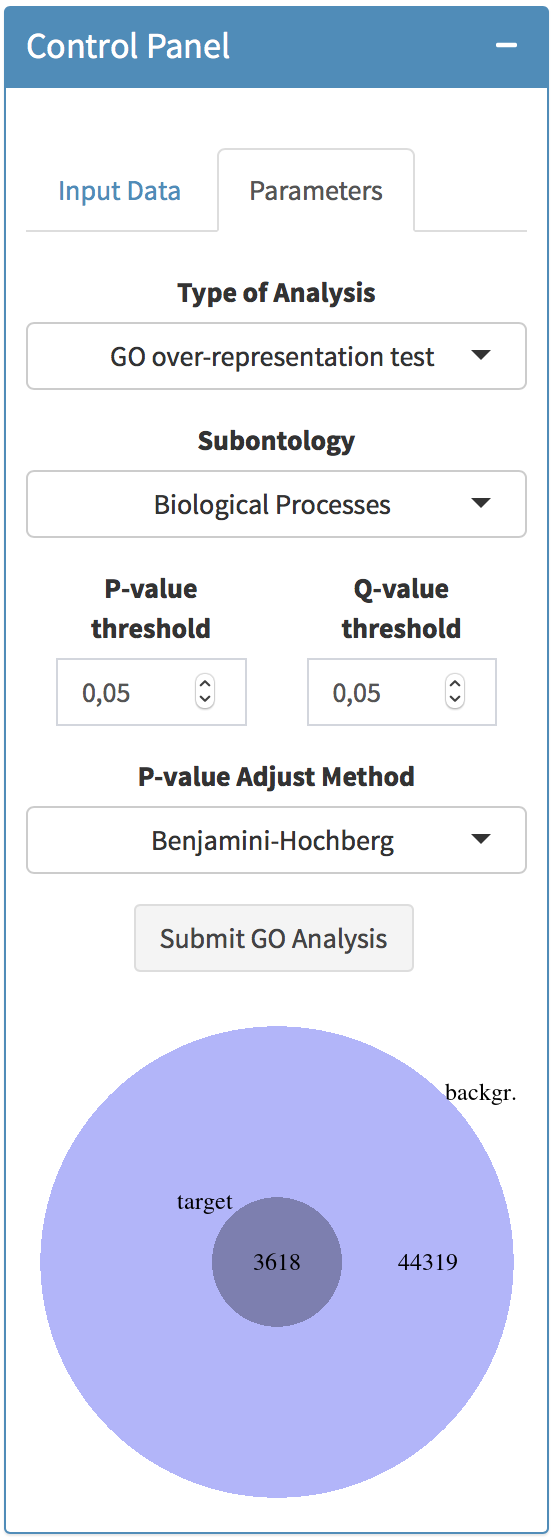 Control Panel
Input Data
Parameters
Type of Analysis
GO over-representation test
Subontology
Biological Processes
P-value
threshold
Q-value
threshold
0,05
0,05
P-value Adjust Method
Benjamini-Hochberg
Submit GO Analysis
backgr.
target
3618
44319